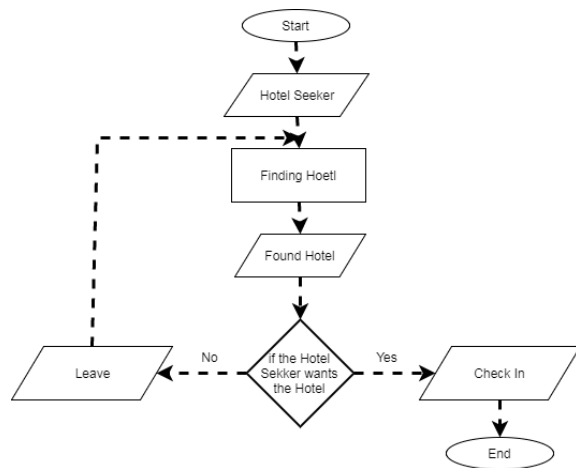 Start
Hotel Seeker
Finding Hoetl
Found Hotel
if the Hotel
Sekker wants
the Hotel
No
Yes
Leave
Check In
End